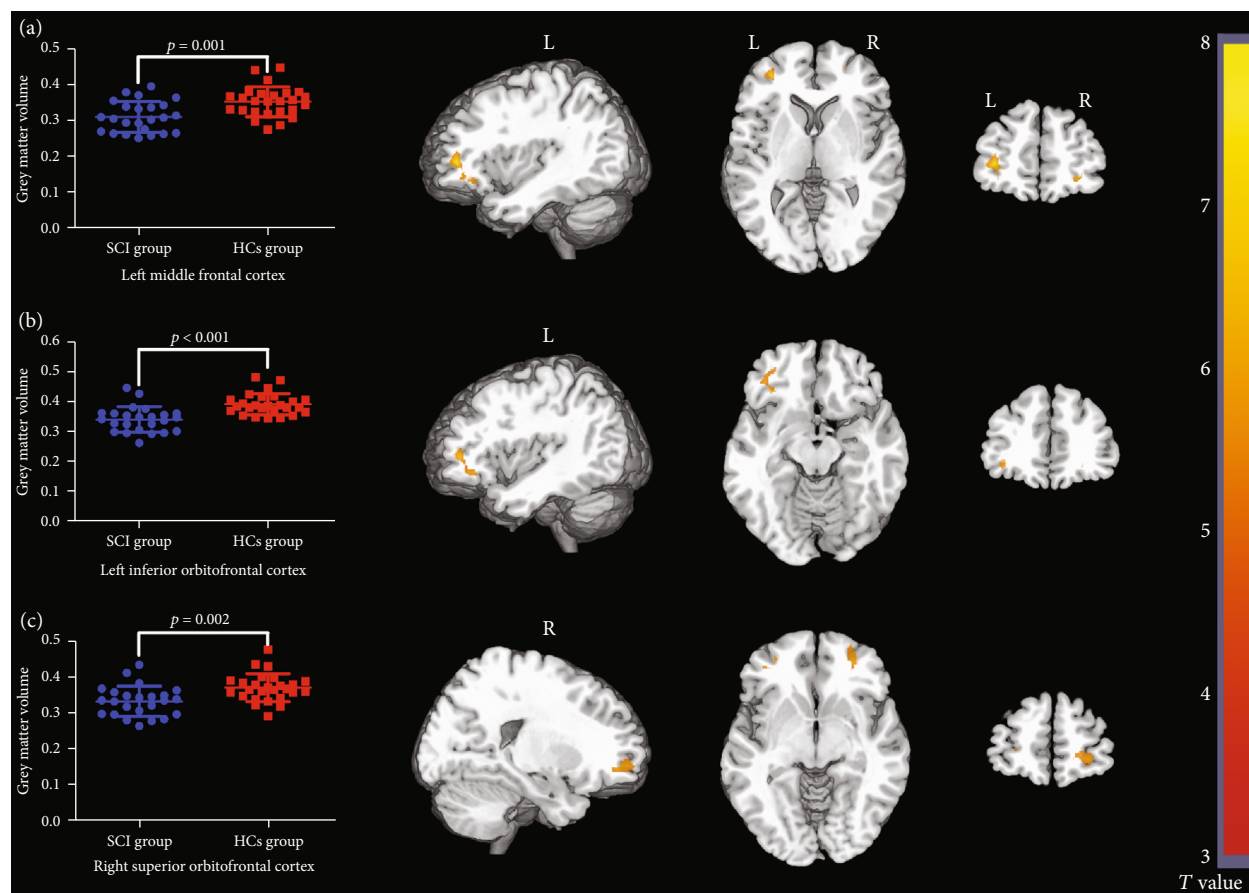 (a)
p = 0.001
Grey matter volume
0.5
0.4
0.3
0.2
0.1
0.0
SCI group HCs group
Left middle frontal cortex
L
L R
L R
(b)
p < 0.001
Grey matter volume
0.6
0.5
0.4
0.3
0.2
0.1
0.0
SCI group HCs group
Left inferior orbitofrontal cortex
L
(c)
p = 0.002
Grey matter volume
0.5
0.4
0.3
0.2
0.1
0.0
SCI group HCs group
Right superior orbitofrontal cortex
R
8
7
6
5
4
3
T value